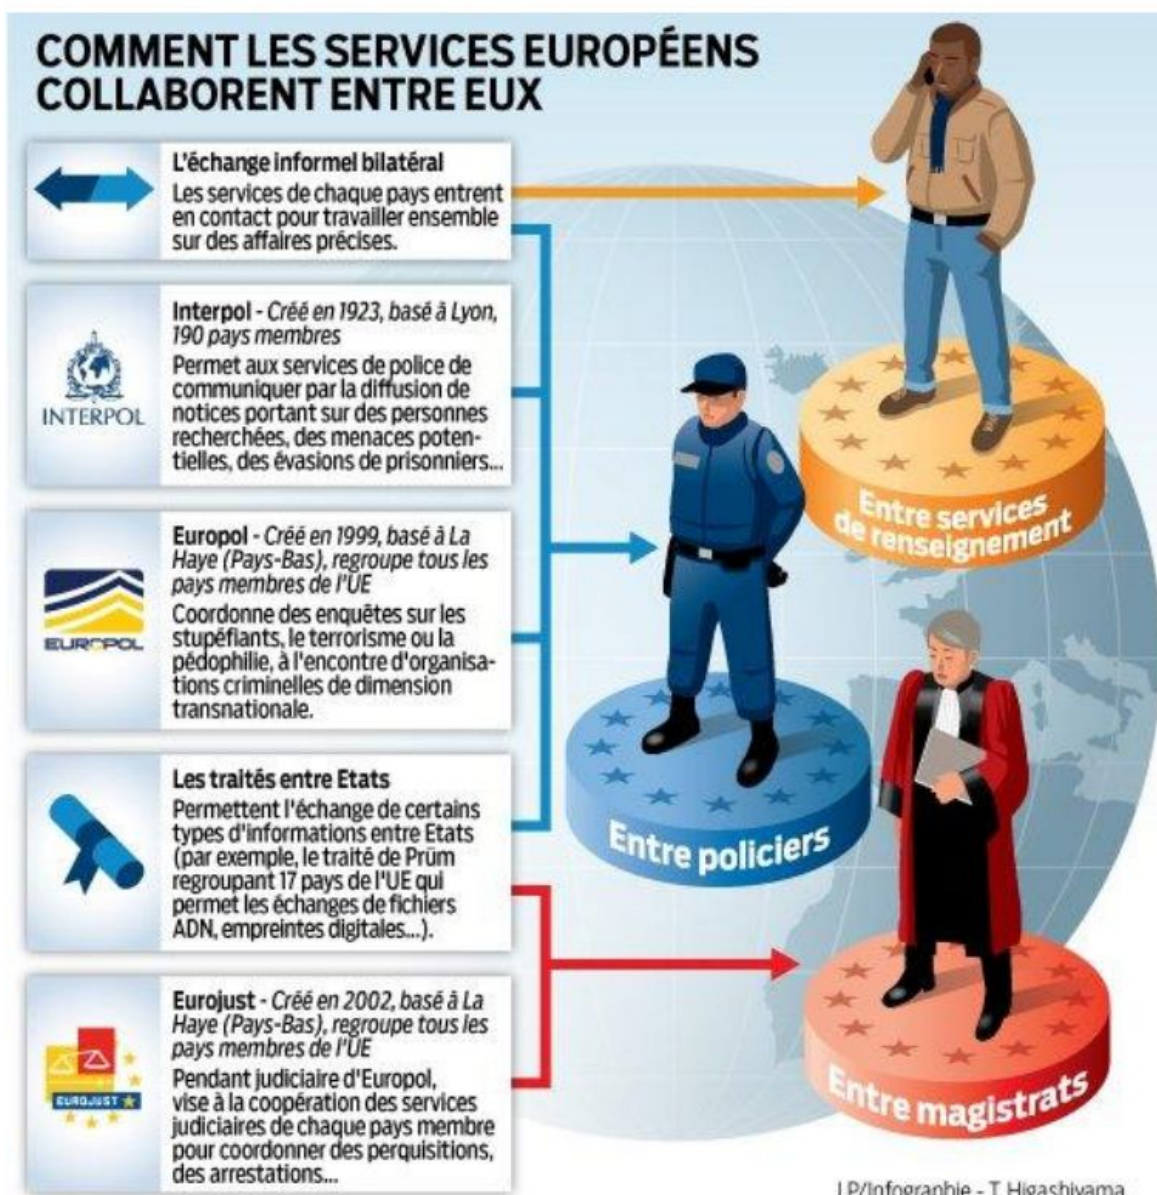 COMMENT LES SERVICES EUROPÉENS
COLLABORENT ENTRE EUX
L'échange informel bilatéral
Les services de chaque pays entrent
en contact pour travailler ensemble
sur des affaires précises.
INTERPOL
Interpol - Créé en 1923, basé à Lyon,
190 pays membres
Permet aux services de police de
communiquer par la diffusion de
notices portant sur des personnes
recherchées, des menaces poten-
tielles, des évasions de prisonniers...
EUROPOL
Europol - Créé en 1999, basé à La
Haye (Pays-Bas), regroupe tous les
pays membres de l'UE
Coordonne des enquêtes sur les
stupéfiants, le terrorisme ou la
pédophilie, à l'encontre d'organisa-
tions criminelles de dimension
transnationale.
Les traités entre Etats
Permettent l'échange de certains
types d'informations entre Etats
(par exemple, le traité de Prüm
regroupant 17 pays de l'UE qui
permet les échanges de fichiers
ADN, empreintes digitales...).
EUROJUST
Eurojust - Créé en 2002, basé à La
Haye (Pays-Bas), regroupe tous les
pays membres de l'UE
Pendant judiciaire d'Europol,
vise à la coopération des services
judiciaires de chaque pays membre
pour coordonner des perquisitions,
des arrestations...
Entre services
de renseignement
Entre policiers
Entre magistrats
LP/Infographie - T. Higashiyama